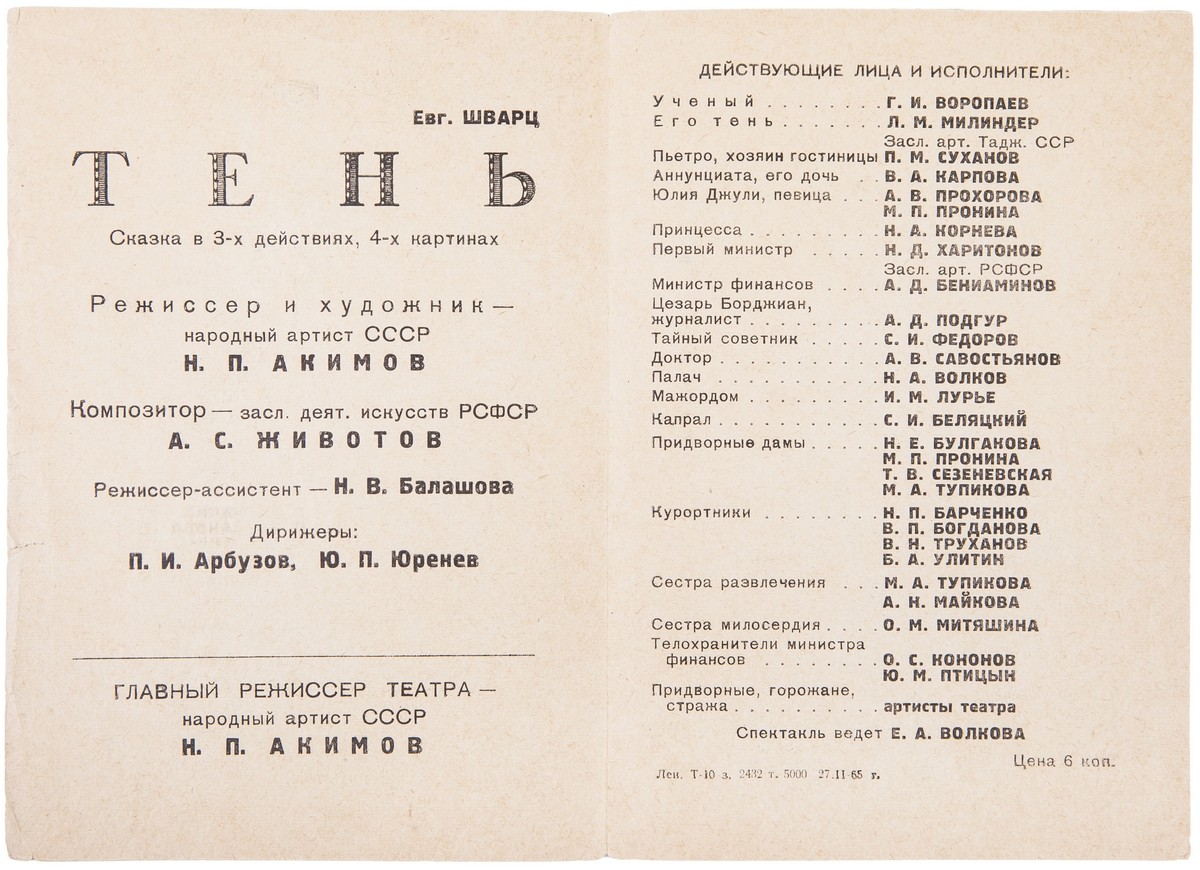 Евг. ШВАРЦ
ТЕНЬ
Сказка в 3-х действиях, 4-х картинах
Режиссер и художник —
народный артист СССР
Н. П. АКИМОВ
Композитор — засл. деят. искусств РСФСР
А. С. ЖИВОТОВ
Режиссер-ассистент — Н. В. Балашова
Дирижеры:
П. И. Арбузов, Ю. П. Юренев
ГЛАВНЫЙ РЕЖИССЕР ТЕАТРА —
народный артист СССР
Н. П. АКИМОВ
ДЕЙСТВУЮЩИЕ ЛИЦА И ИСПОЛНИТЕЛИ:
Ученый . . . . . . . . Г. И. ВОРОПАЕВ
Его тень . . . . . . . Л. М. МИЛИНДЕР
Засл. арт. Тадж. ССР
Пьетро, хозяин гостиницы П. М. СУХАНОВ
Аннунциата, его дочь . . В. А. КАРПОВА
Юлия Джули, певица . . . А. В. ПРОХОРОВА
М. П. ПРОНИНА
Принцесса . . . . . . . . . Н. А. КОРНЕВА
Первый министр . . . . . Н. Д. ХАРИТОНОВ
Засл. арт. РСФСР
Министр финансов . . . . А. Д. БЕНИАМИНОВ
Цезарь Борджиан,
журналист . . . . . . . . . А. Д. ПОДГУР
Тайный советник . . . . . С. И. ФЕДОРОВ
Доктор . . . . . . . . . . . А. В. САВОСТЬЯНОВ
Палач . . . . . . . . . . . Н. А. ВОЛКОВ
Мажордом . . . . . . . . . И. М. ЛУРЬЕ
Капрал . . . . . . . . . . . С. И. БЕЛЯЦКИЙ
Придворные дамы . . . . . Н. Е. БУЛГАКОВА
М. П. ПРОНИНА
Т. В. СЕЗЕНЕВСКАЯ
М. А. ТУПИКОВА
Курортники . . . . . . . . Н. П. БАРЧЕНКО
В. П. БОГДАНОВА
В. Н. ТРУХАНОВ
Б. А. УЛИТИН
Сестра развлечения . . . М. А. ТУПИКОВА
А. Н. МАЙКОВА
Сестра милосердия . . . . О. М. МИТЯШИНА
Телохранители министра
финансов . . . . . . . . О. С. КОНОНОВ
Ю. М. ПТИЦЫН
Придворные, горожане,
стража . . . . . . . . . . артисты театра
Спектакль ведет Е. А. ВОЛКОВА
Цена 6 коп.
Лен. Т-10 з. 2432 т. 5000 27.II-65 г.